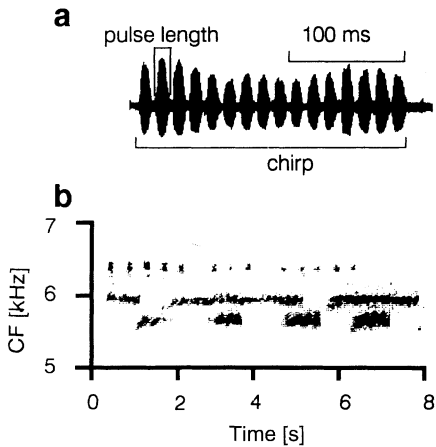 a
pulse length 100 ms
chirp
b
7
6
5
CF [kHz]
0 2 4 6 8
Time [s]